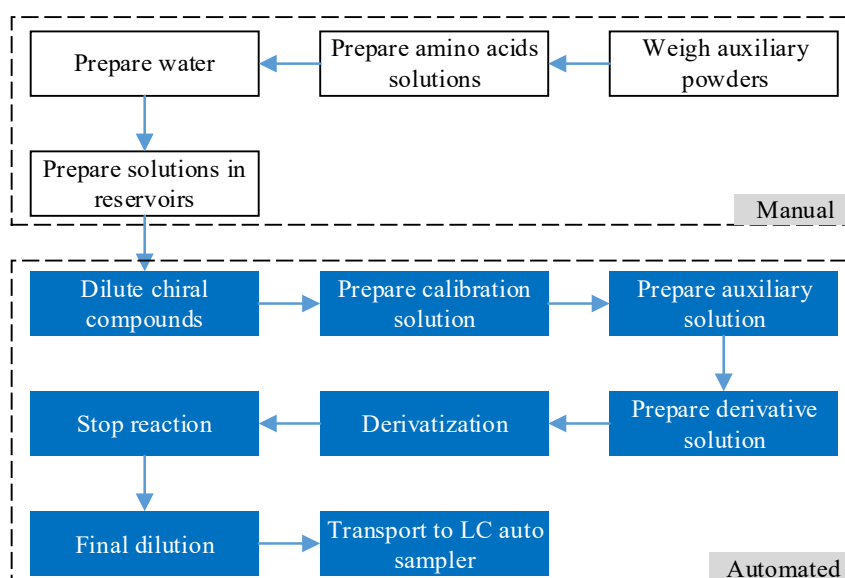 Prepare water
Prepare amino acids
solutions
Weigh auxiliary
powders
Prepare solutions in
reservoirs
Manual
Dilute chiral
compounds
Prepare calibration
solution
Prepare auxiliary
solution
Stop reaction
Derivatization
Prepare derivative
solution
Final dilution
Transport to LC auto
sampler
Automated